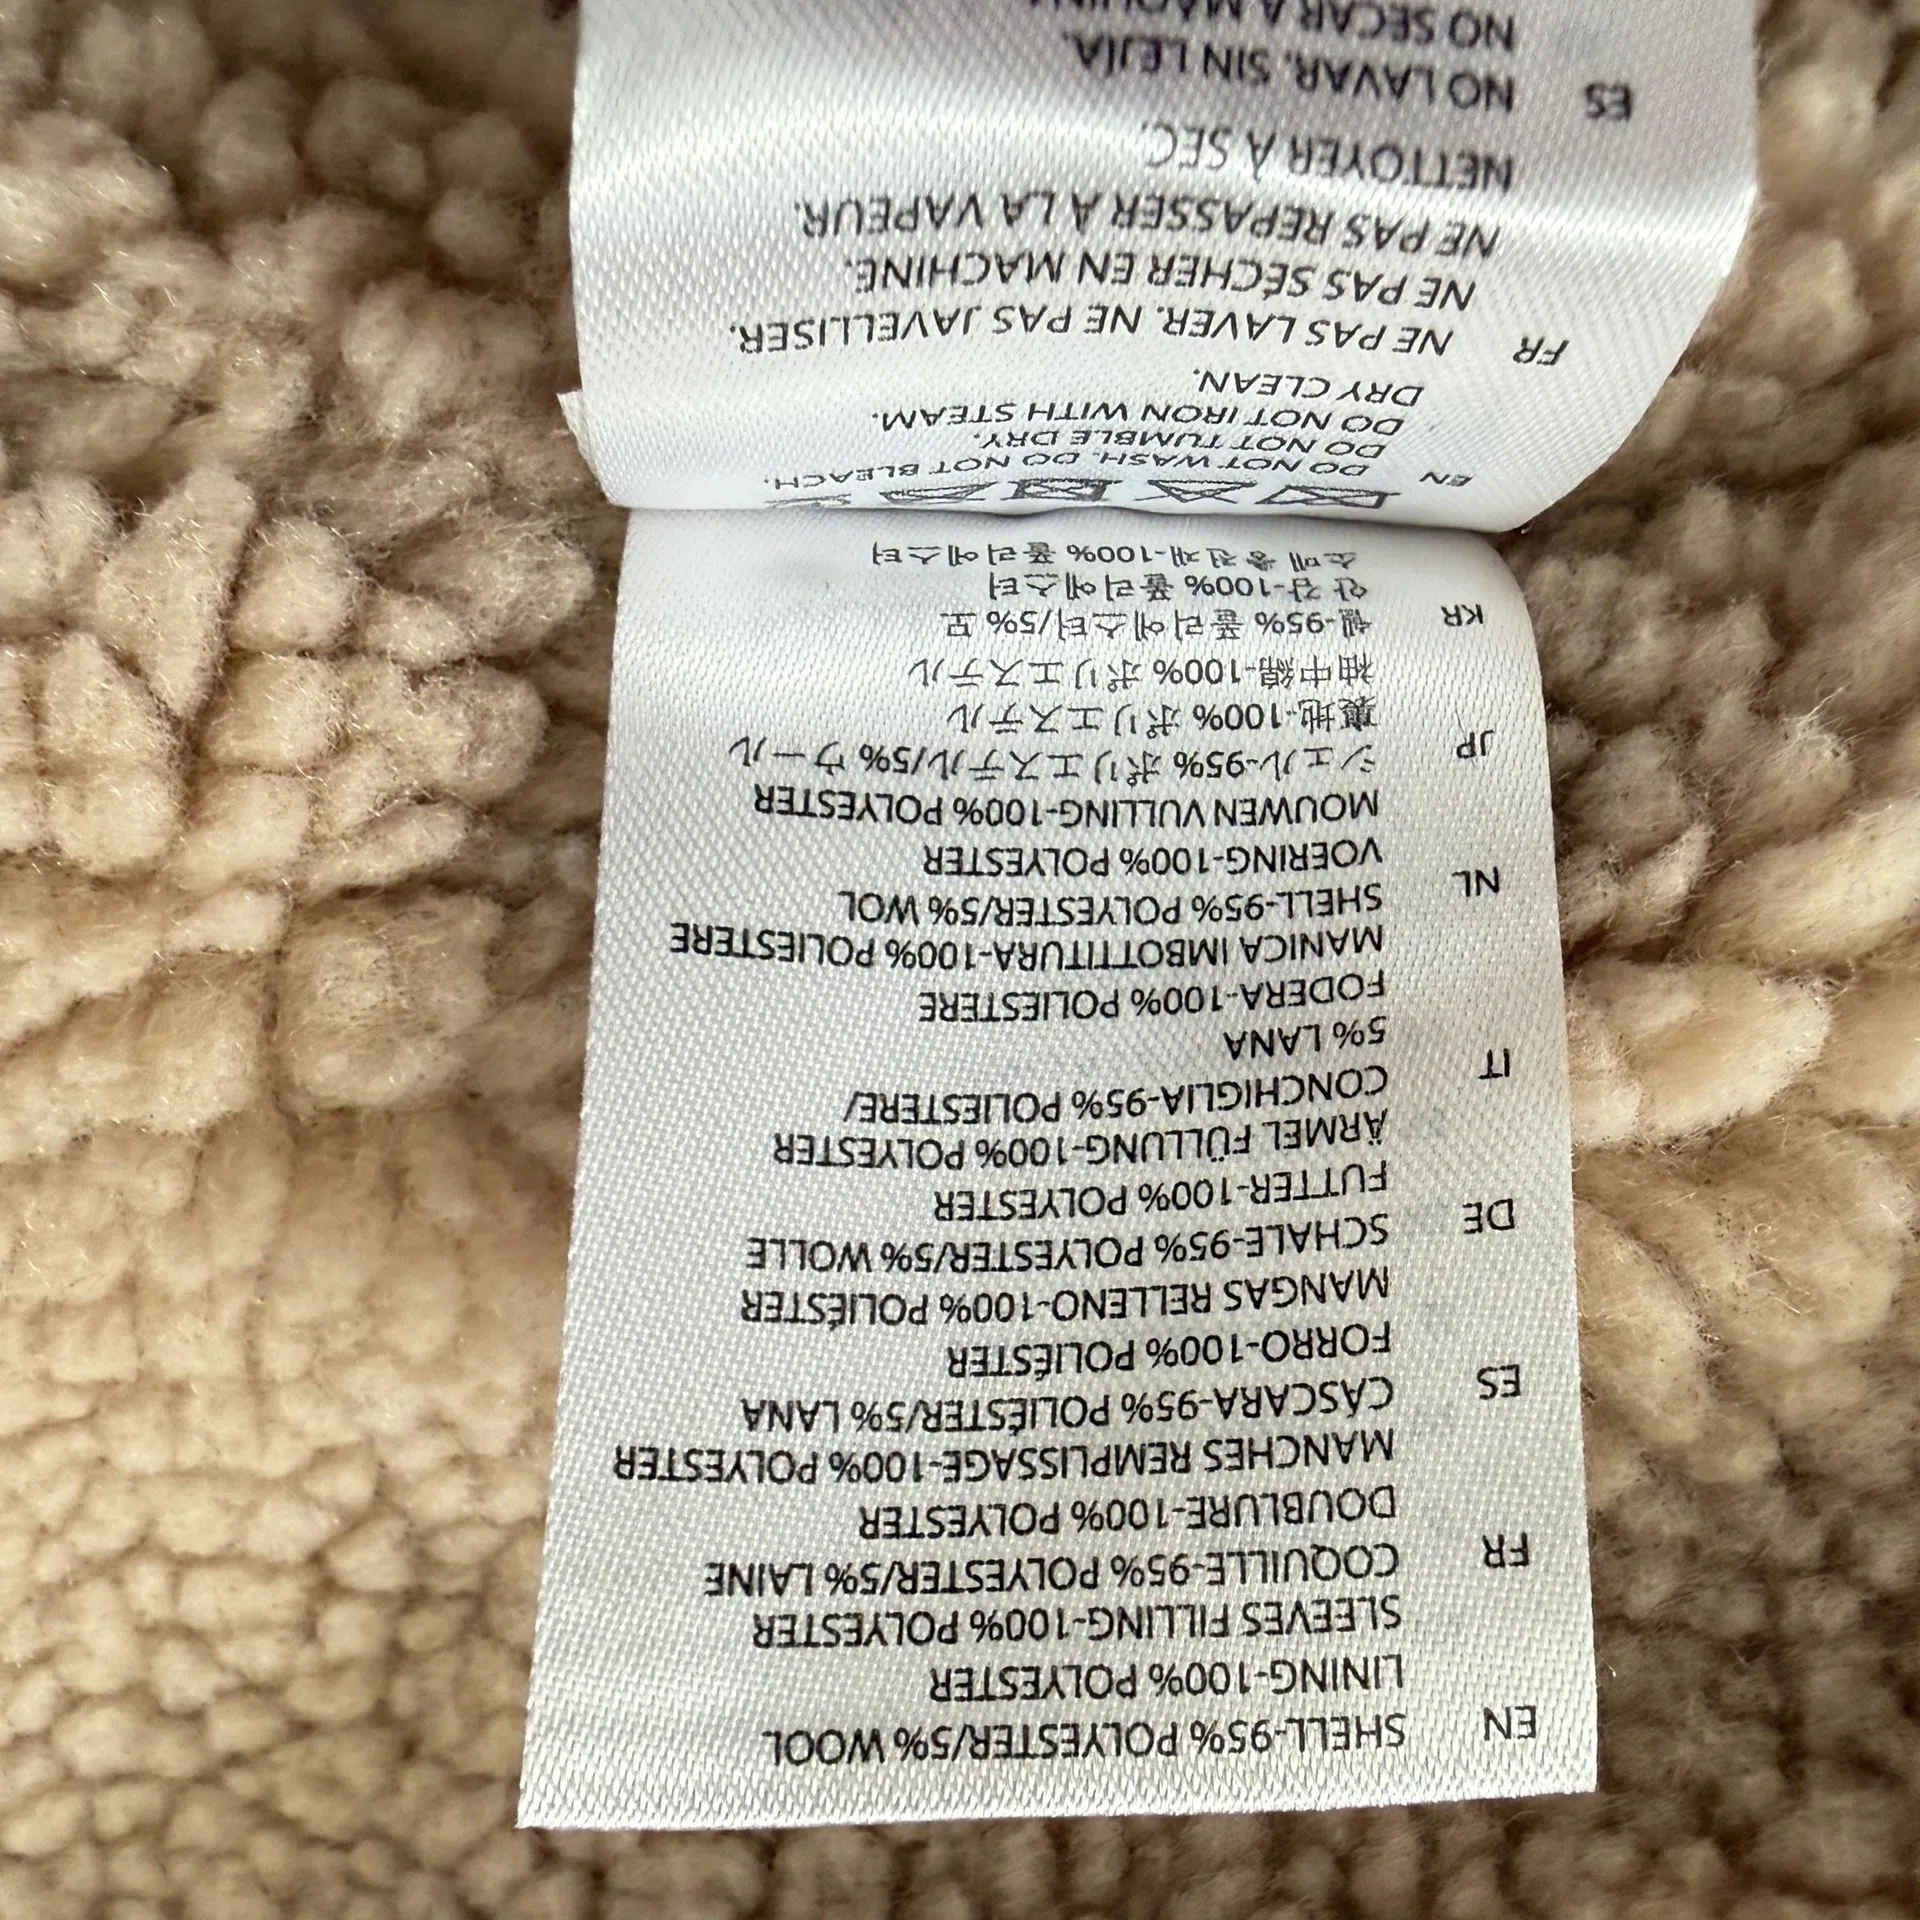 EN SHELL-95% POLYESTER/5% WOOL
LINING-100% POLYESTER
SLEEVES FILLING-100% POLYESTER
FR COQUILLE-95% POLYESTER/5% LAINE
DOUBLURE-100% POLYESTER
MANCHES REMPLISSAGE-100% POLYESTER
ES CÁSCARA-95% POLIÉSTER/5% LANA
FORRO-100% POLIÉSTER
MANGAS RELLENO-100% POLIÉSTER
DE SCHALE-95% POLYESTER/5% WOLLE
FUTTER-100% POLYESTER
ÄRMEL FÜLLUNG-100% POLYESTER
IT CONCHIGLIA-95% POLIESTERE/
5% LANA
FODERA-100% POLIESTERE
MANICA IMBOTTITURA-100% POLIESTERE
NL SHELL-95% POLYESTER/5% WOL
VOERING-100% POLYESTER
MOUWEN VULLING-100% POLYESTER
JP シェル-95% ポリエステル/5% ウール
裏地-100% ポリエステル
袖中綿-100% ポリエステル
KR 쉘-95% 폴리에스터/5% 모
안감-100% 폴리에스터
소매 충전재-100% 폴리에스터
EN DO NOT WASH. DO NOT BLEACH.
DO NOT TUMBLE DRY.
DO NOT IRON WITH STEAM.
DRY CLEAN.
FR NE PAS LAVER. NE PAS JAVELLISER.
NE PAS SÉCHER EN MACHINE.
NE PAS REPASSER À LA VAPEUR.
NETTOYER À SEC.
ES NO LAVAR. SIN LEJÍA.
NO SECAR A MÁQUINA